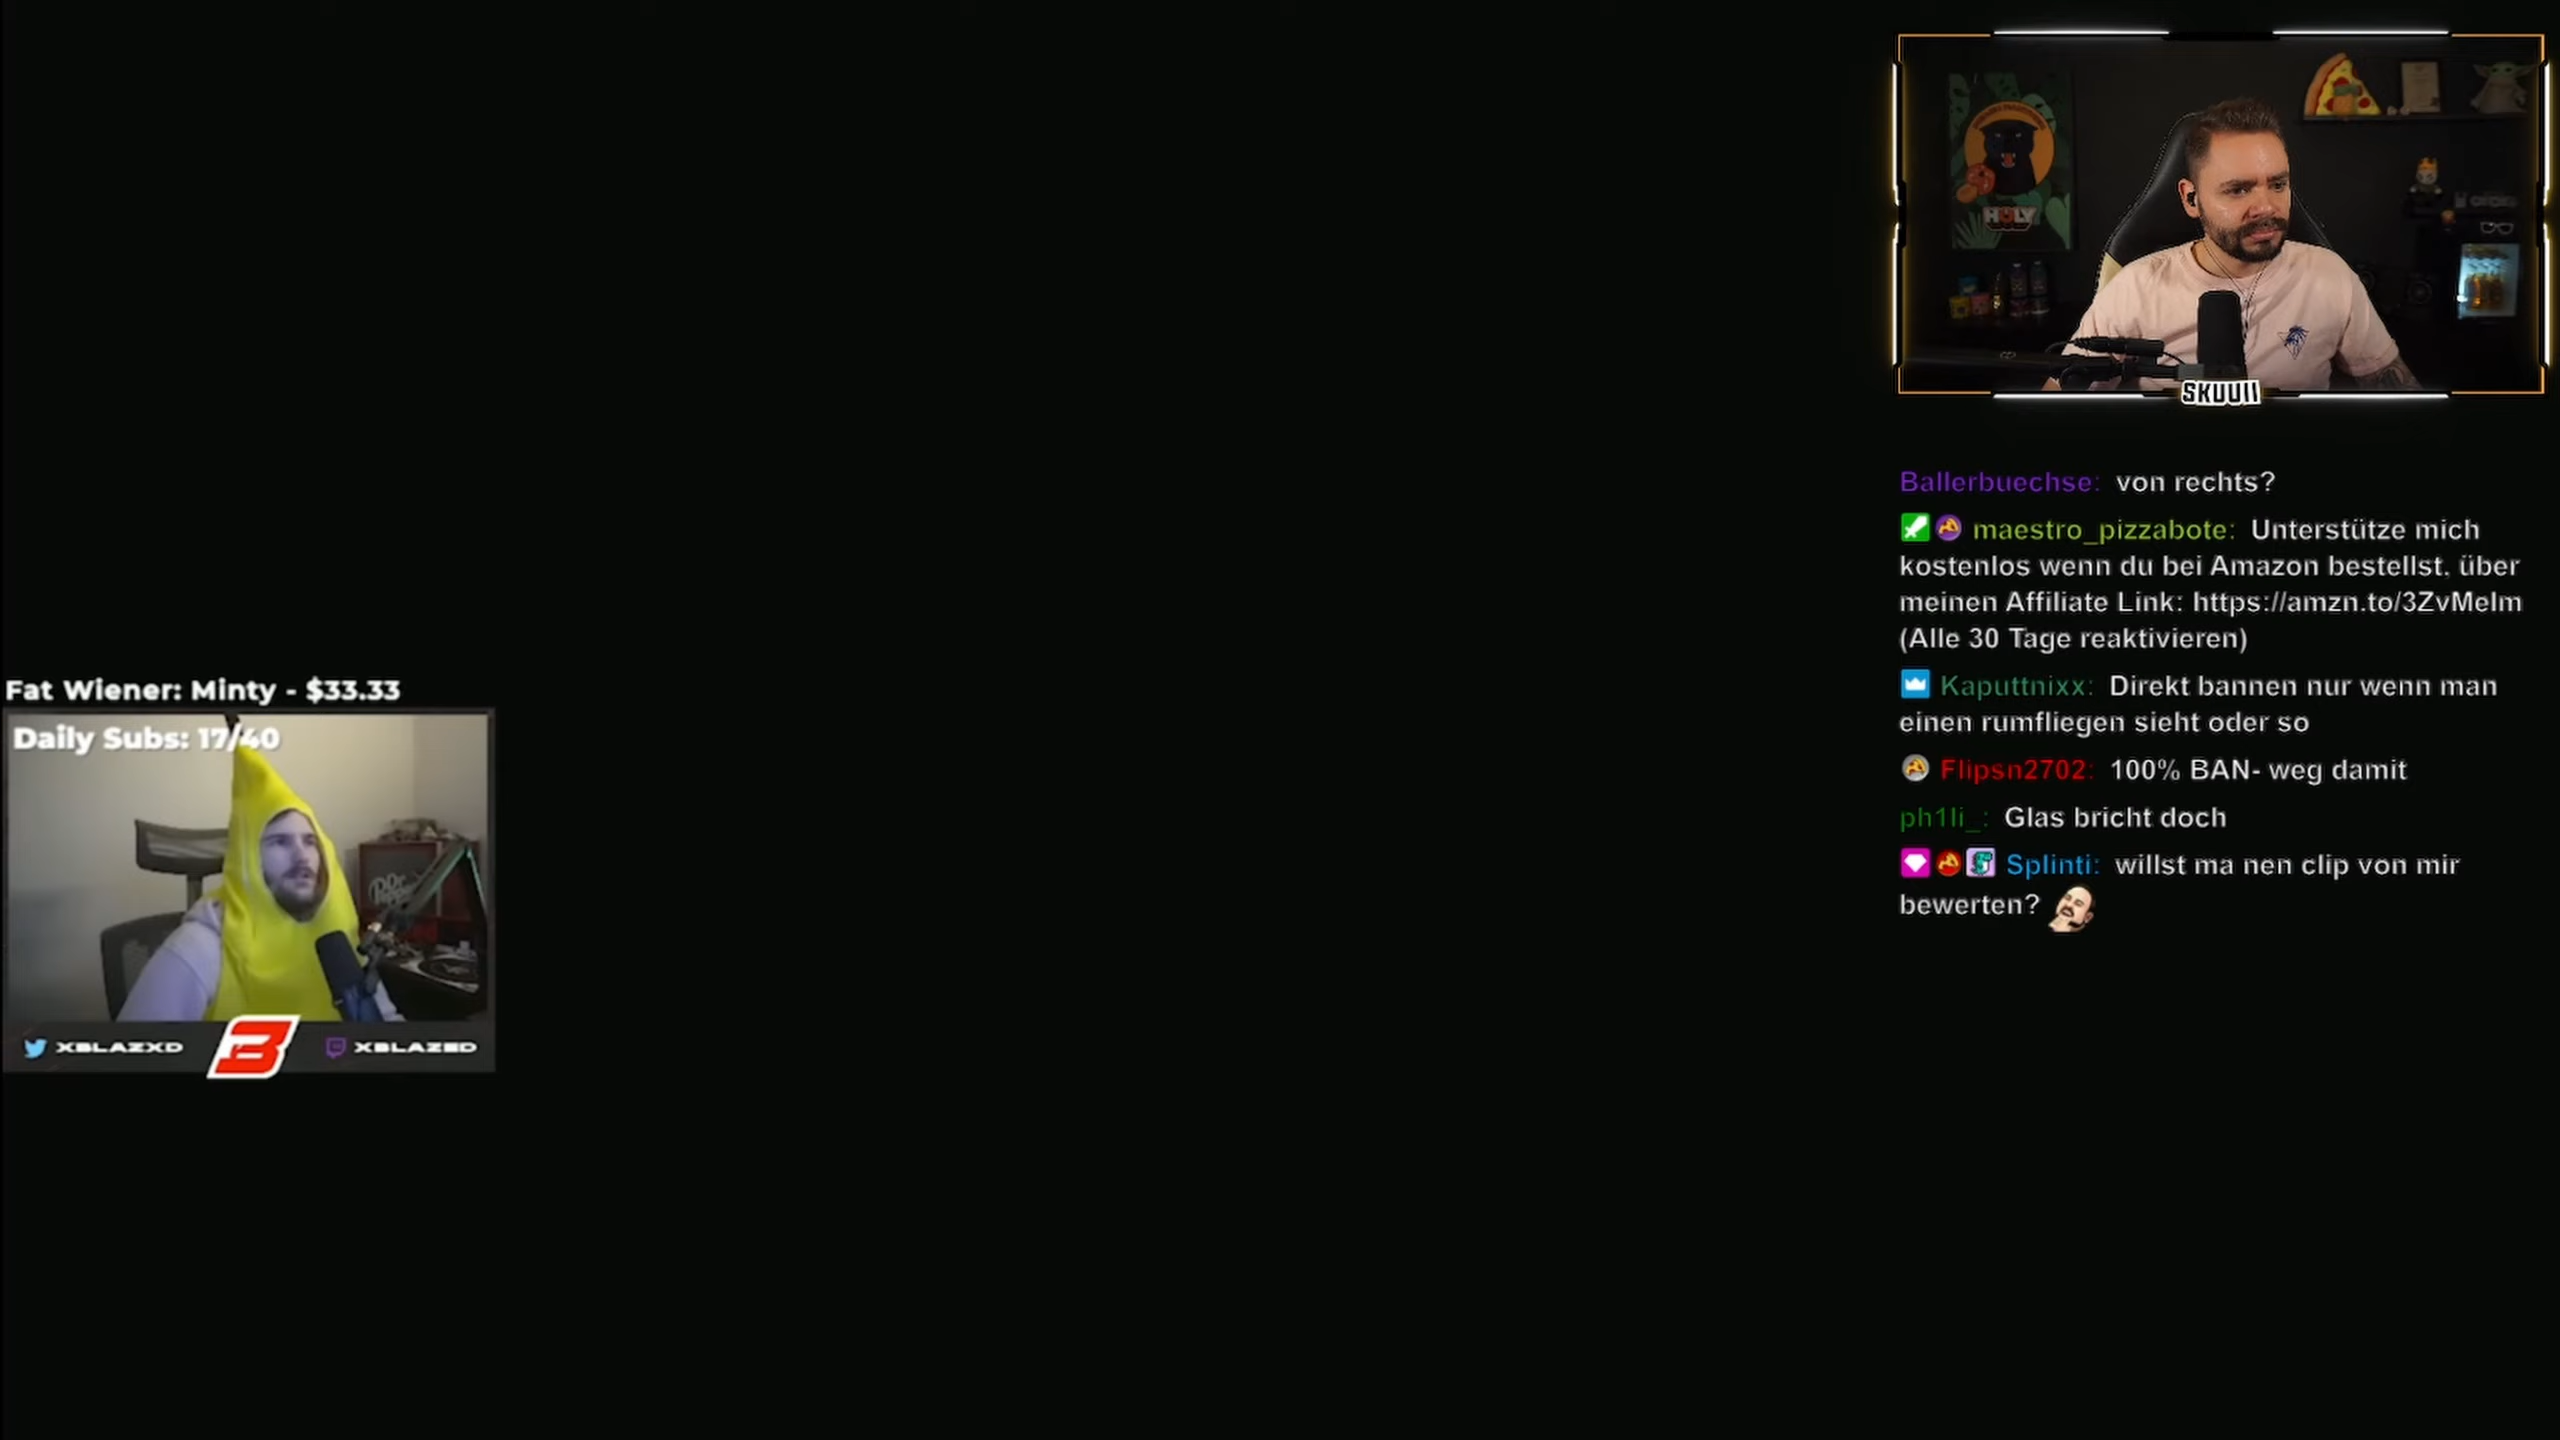 HOLY
SKUUII
Ballerbuechse: von rechts?
maestro_pizzabote: Unterstütze mich
kostenlos wenn du bei Amazon bestellst, über
meinen Affiliate Link: https://amzn.to/3ZvMelm
(Alle 30 Tage reaktivieren)
Kaputtnixx: Direkt bannen nur wenn man
einen rumfliegen sieht oder so
Flipsn2702: 100% BAN- weg damit
ph1li_: Glas bricht doch
Splinti: willst ma nen clip von mir
bewerten?
Fat Wiener: Minty - $33.33
Daily Subs: 17/40
Dr Pepper
XBLAZXD
B
XBLAZED